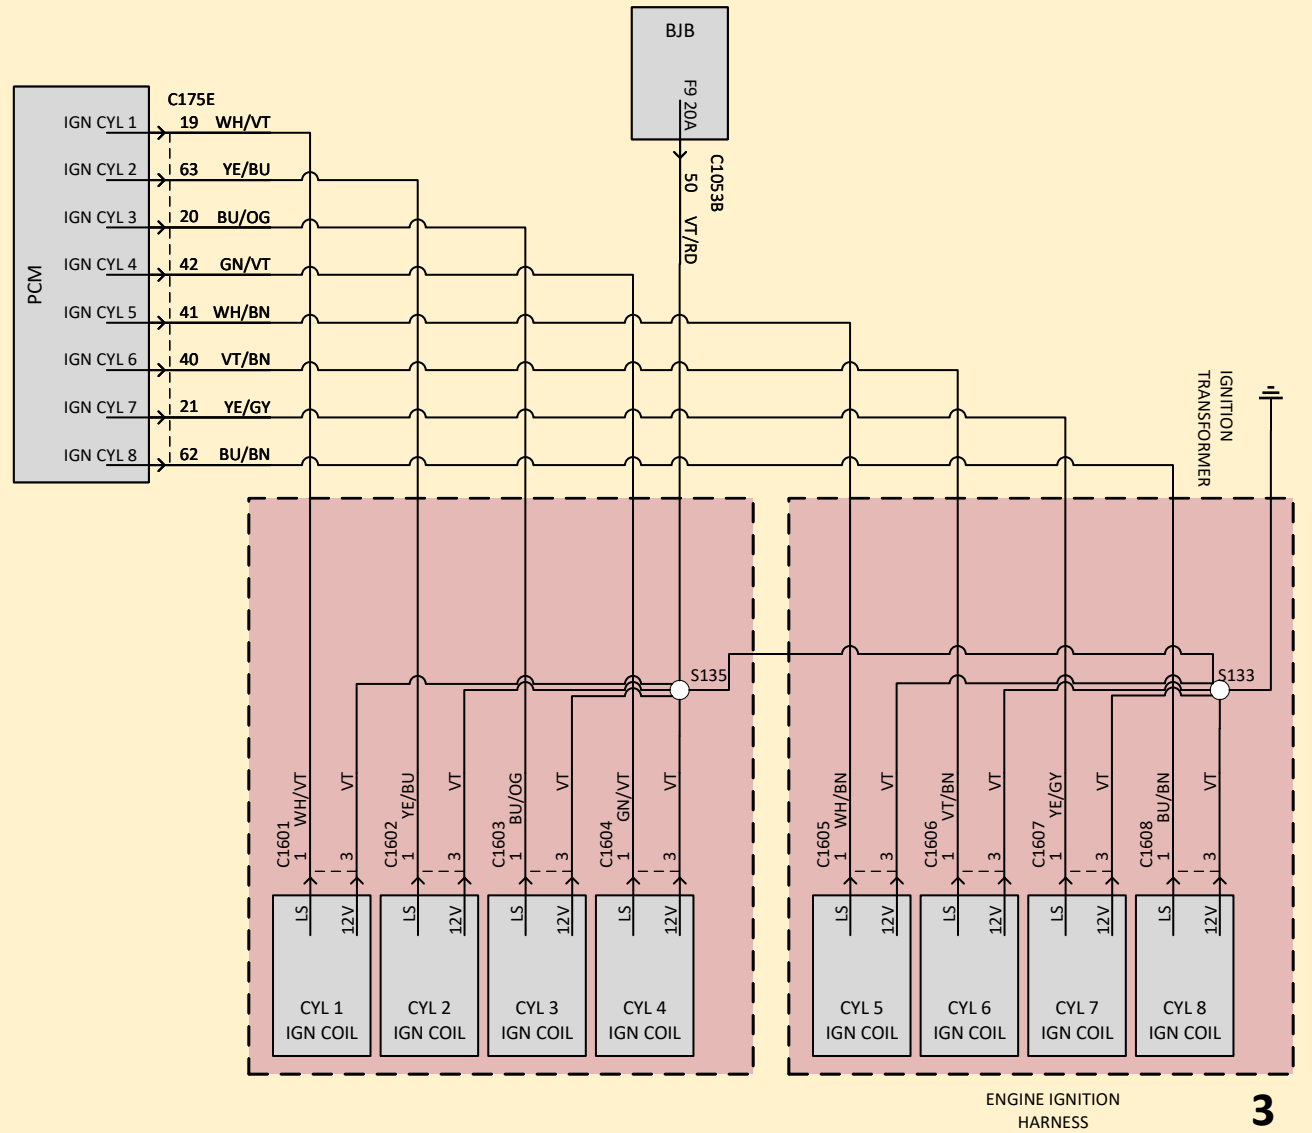 BJB
F9 20A
C1053B
50 VT/RD
PCM
C175E
IGN CYL 1 19 WH/VT
IGN CYL 2 63 YE/BU
IGN CYL 3 20 BU/OG
IGN CYL 4 42 GN/VT
IGN CYL 5 41 WH/BN
IGN CYL 6 40 VT/BN
IGN CYL 7 21 YE/GY
IGN CYL 8 62 BU/BN
IGNITION
TRANSFORMER
S135
S133
C1601
1 WH/VT
3 VT
C1602
1 YE/BU
3 VT
C1603
1 BU/OG
3 VT
C1604
1 GN/VT
3 VT
C1605
1 WH/BN
3 VT
C1606
1 VT/BN
3 VT
C1607
1 YE/GY
3 VT
C1608
1 BU/BN
3 VT
LS
12V
CYL 1
IGN COIL
LS
12V
CYL 2
IGN COIL
LS
12V
CYL 3
IGN COIL
LS
12V
CYL 4
IGN COIL
LS
12V
CYL 5
IGN COIL
LS
12V
CYL 6
IGN COIL
LS
12V
CYL 7
IGN COIL
LS
12V
CYL 8
IGN COIL
ENGINE IGNITION
HARNESS
3